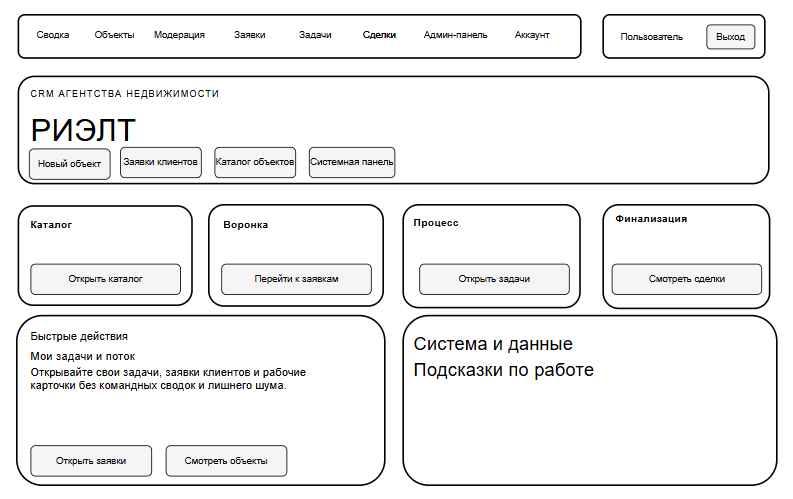 Сводка Объекты Модерация Заявки Задачи Сделки Админ-панель Аккаунт Пользователь Выход
CRM АГЕНТСТВА НЕДВИЖИМОСТИ
РИЭЛТ
Новый объект Заявки клиентов Каталог объектов Системная панель
Каталог Воронка Процесс Финализация
Открыть каталог Перейти к заявкам Открыть задачи Смотреть сделки
Быстрые действия
Мои задачи и поток
Открывайте свои задачи, заявки клиентов и рабочие
карточки без командных сводок и лишнего шума.
Открыть заявки Смотреть объекты
Система и данные
Подсказки по работе